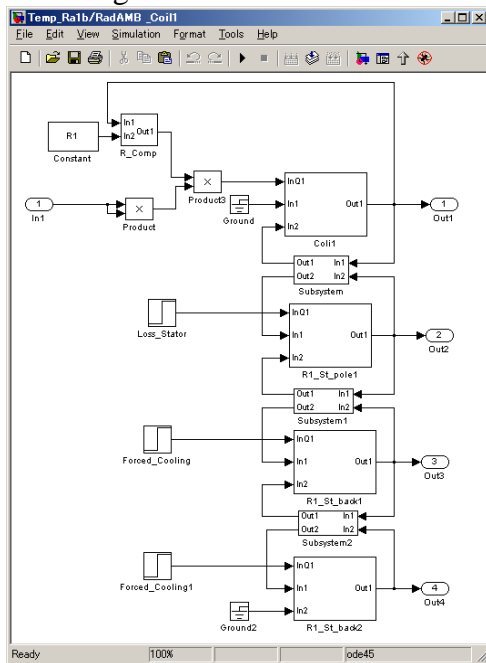 Temp_Ra1b/RadAMB _Coil1
File Edit View Simulation Format Tools Help
In1
In2 Out1
R1
Constant
R_Comp
×
Product3
InQ1
In1 Out1
In2
Coli1
1
In1
×
Product
Ground
1
Out1
Out1 In1
Out2 In2
Subsystem
Loss_Stator
InQ1
In1 Out1
In2
R1_St_pole1
2
Out2
Out1 In1
Out2 In2
Subsystem1
Forced_Cooling
InQ1
In1 Out1
In2
R1_St_back1
3
Out3
Out1 In1
Out2 In2
Subsystem2
Forced_Cooling1
InQ1
In1 Out1
In2
R1_St_back2
4
Out4
Ground2
Ready 100% ode45